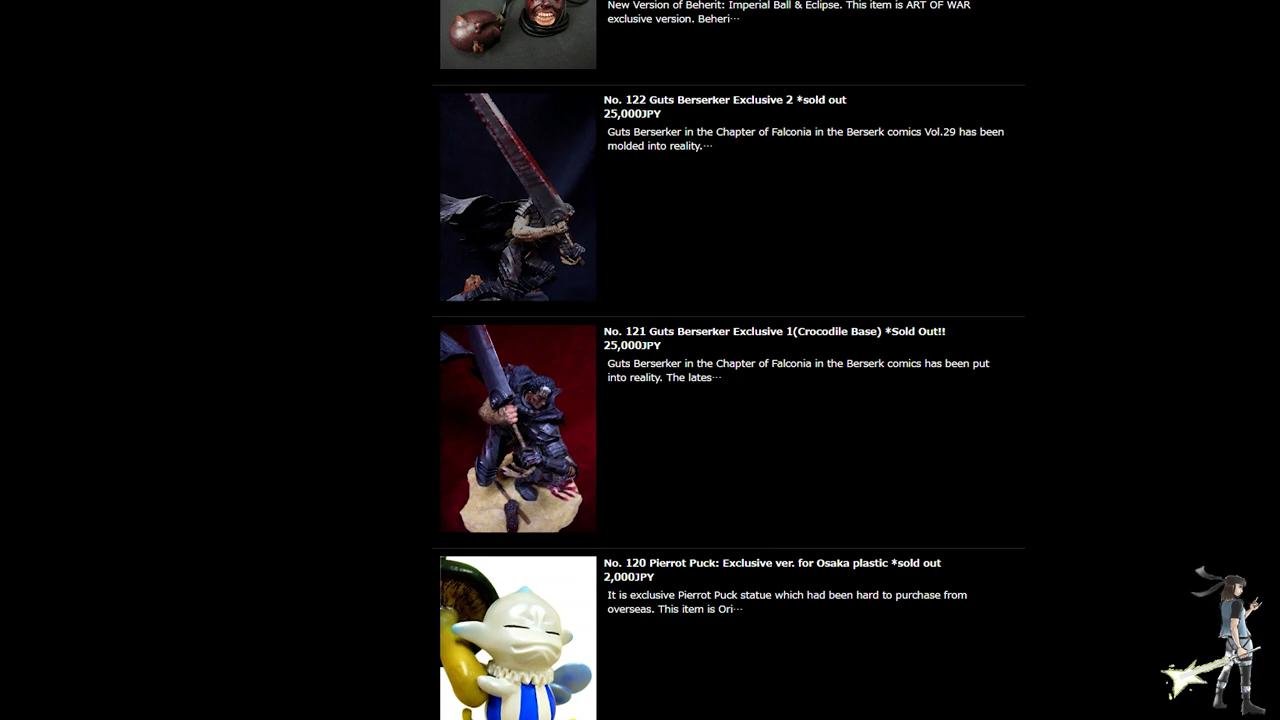 New Version of Beherit: Imperial Ball & Eclipse. This item is ART OF WAR
exclusive version. Beheri…
No. 122 Guts Berserker Exclusive 2 *sold out
25,000JPY
Guts Berserker in the Chapter of Falconia in the Berserk comics Vol.29 has been
molded into reality.…
No. 121 Guts Berserker Exclusive 1(Crocodile Base) *Sold Out!!
25,000JPY
Guts Berserker in the Chapter of Falconia in the Berserk comics has been put
into reality. The lates…
No. 120 Pierrot Puck: Exclusive ver. for Osaka plastic *sold out
2,000JPY
It is exclusive Pierrot Puck statue which had been hard to purchase from
overseas. This item is Ori…